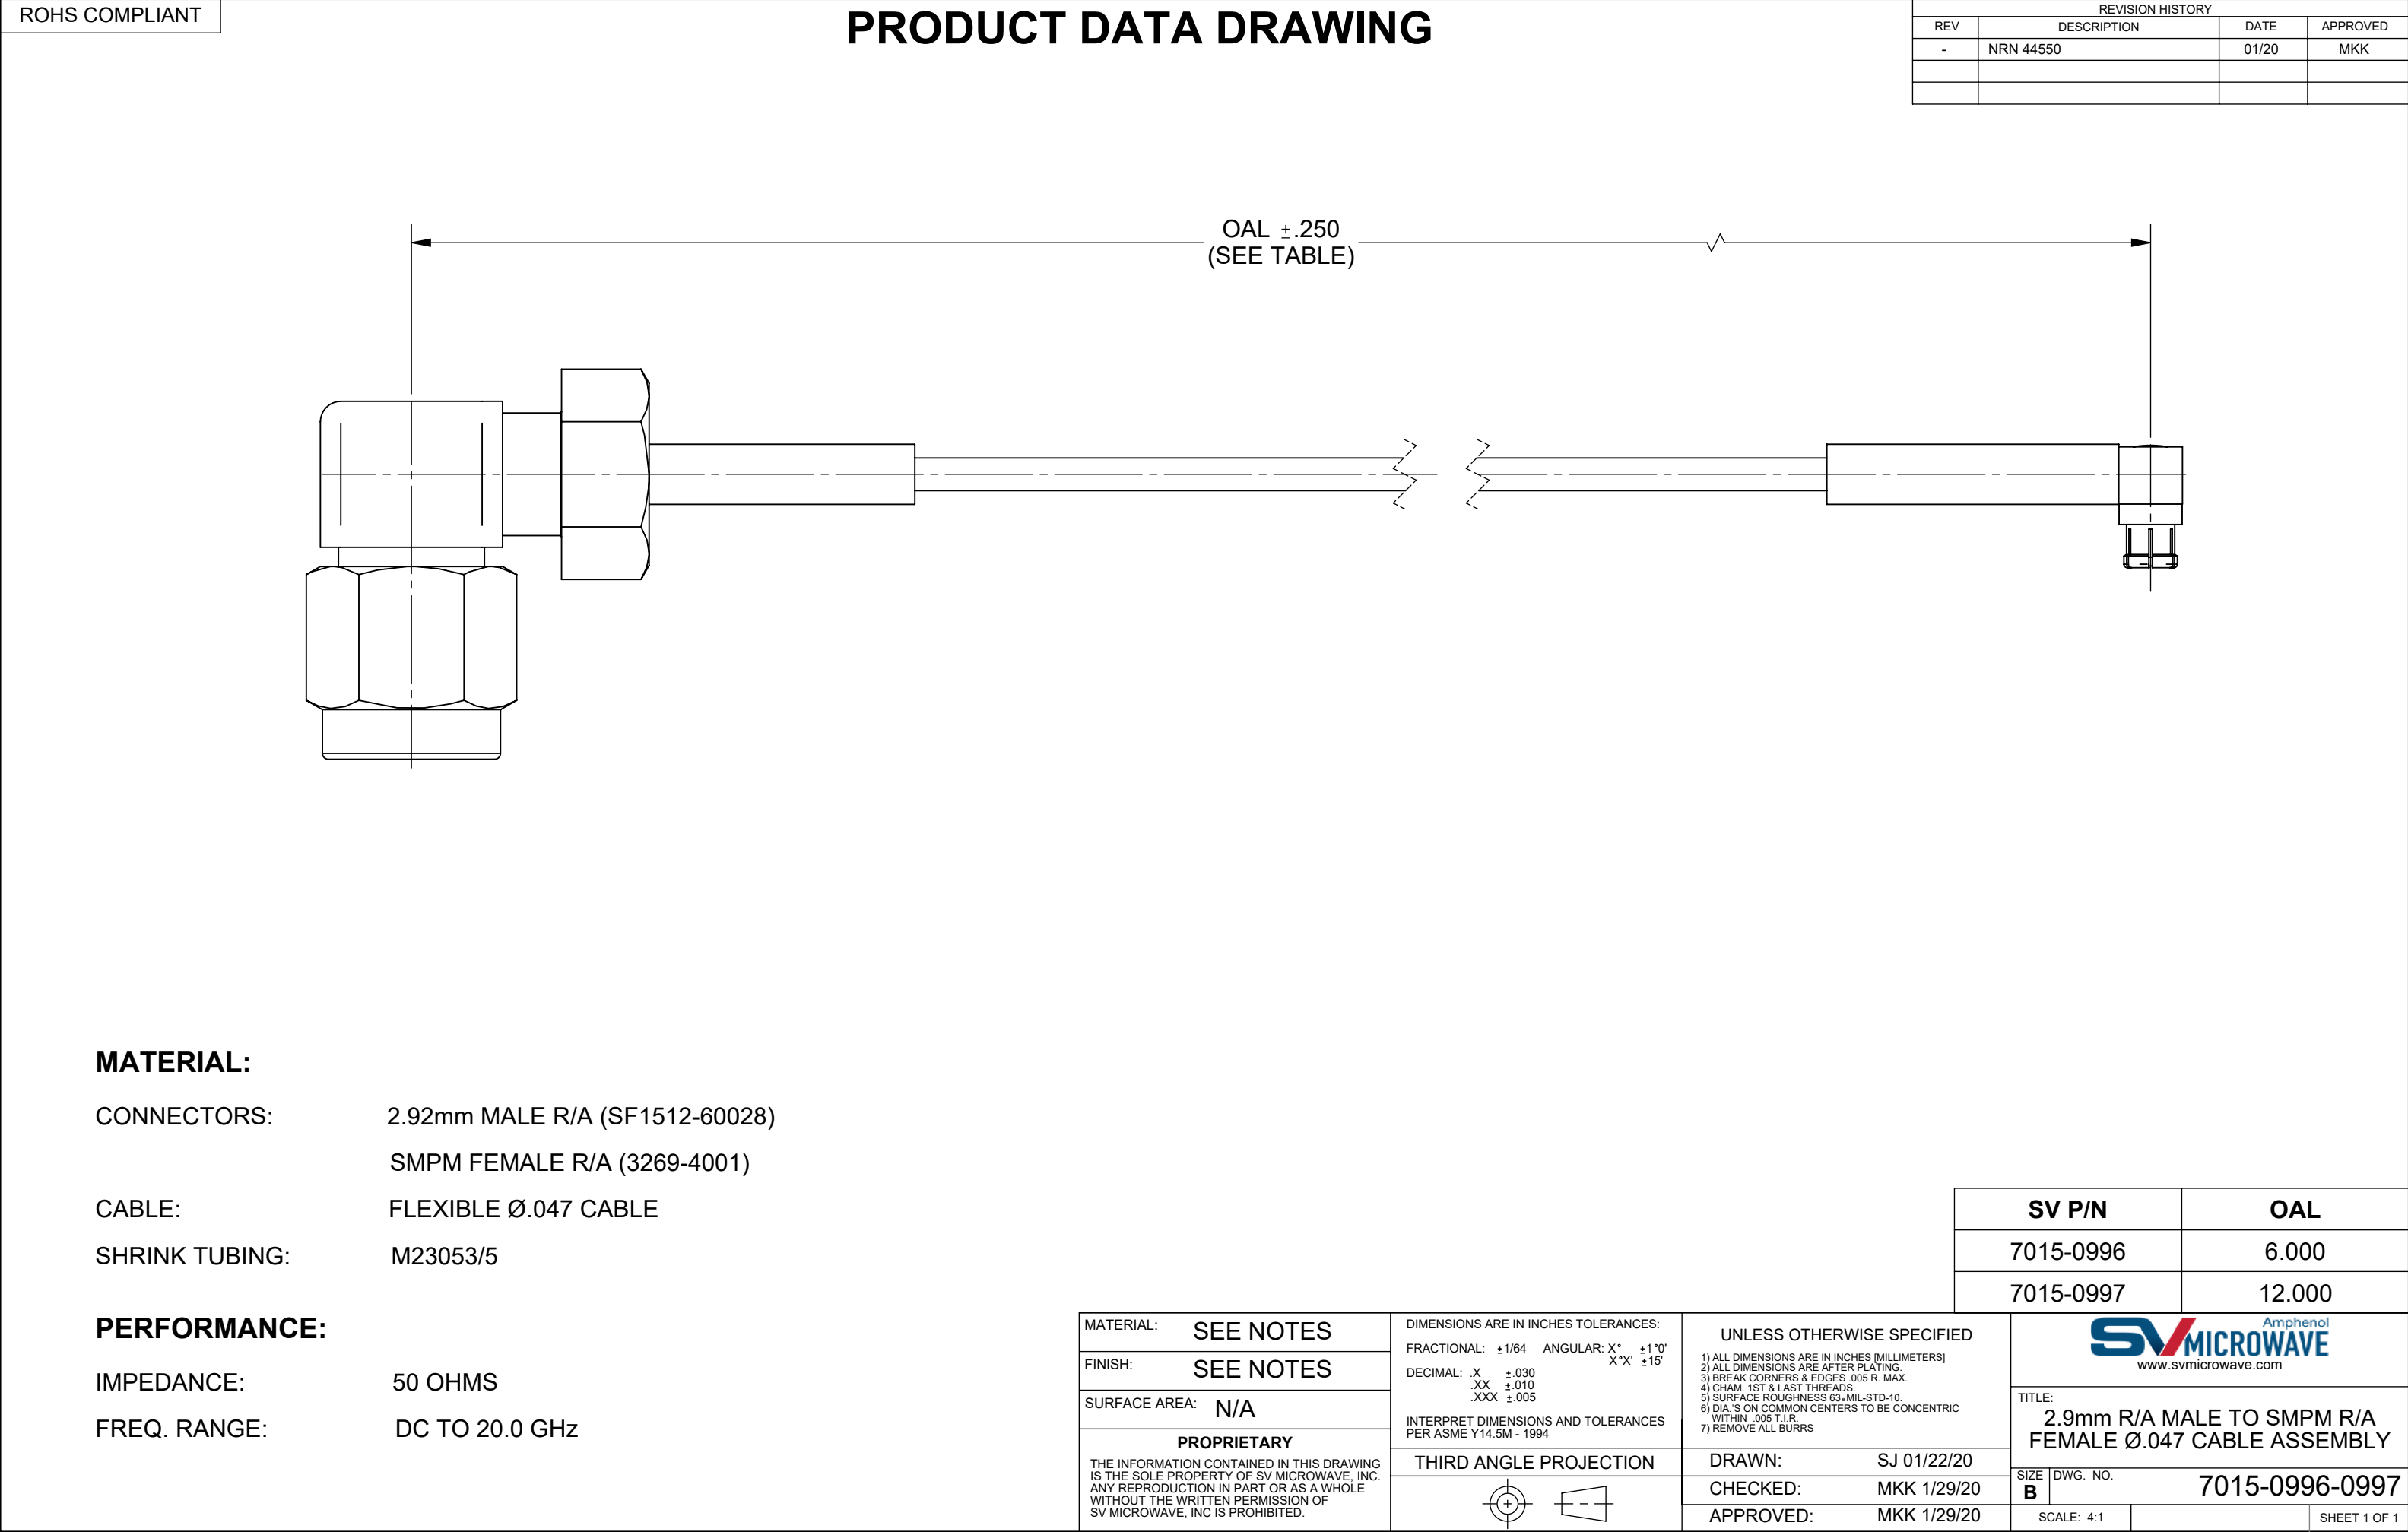 ROHS COMPLIANT
PRODUCT DATA DRAWING
REVISION HISTORY
REV DESCRIPTION DATE APPROVED
- NRN 44550 01/20 MKK
OAL ±.250
(SEE TABLE)
MATERIAL:
CONNECTORS: 2.92mm MALE R/A (SF1512-60028)
SMPM FEMALE R/A (3269-4001)
CABLE: FLEXIBLE Ø.047 CABLE
SHRINK TUBING: M23053/5
PERFORMANCE:
IMPEDANCE: 50 OHMS
FREQ. RANGE: DC TO 20.0 GHz
SV P/N OAL
7015-0996 6.000
7015-0997 12.000
MATERIAL: SEE NOTES
FINISH: SEE NOTES
SURFACE AREA: N/A
PROPRIETARY
THE INFORMATION CONTAINED IN THIS DRAWING
IS THE SOLE PROPERTY OF SV MICROWAVE, INC.
ANY REPRODUCTION IN PART OR AS A WHOLE
WITHOUT THE WRITTEN PERMISSION OF
SV MICROWAVE, INC IS PROHIBITED.
DIMENSIONS ARE IN INCHES TOLERANCES:
FRACTIONAL: ±1/64 ANGULAR: X° ±1°0'
X°X' ±15'
DECIMAL: .X ±.030
.XX ±.010
.XXX ±.005
INTERPRET DIMENSIONS AND TOLERANCES
PER ASME Y14.5M - 1994
THIRD ANGLE PROJECTION
UNLESS OTHERWISE SPECIFIED
1) ALL DIMENSIONS ARE IN INCHES [MILLIMETERS]
2) ALL DIMENSIONS ARE AFTER PLATING.
3) BREAK CORNERS & EDGES .005 R. MAX.
4) CHAM. 1ST & LAST THREADS.
5) SURFACE ROUGHNESS 63 MIL-STD-10.
6) DIA.'S ON COMMON CENTERS TO BE CONCENTRIC
WITHIN .005 T.I.R.
7) REMOVE ALL BURRS
DRAWN: SJ 01/22/20
CHECKED: MKK 1/29/20
APPROVED: MKK 1/29/20
Amphenol
SV MICROWAVE
www.svmicrowave.com
TITLE:
2.9mm R/A MALE TO SMPM R/A
FEMALE Ø.047 CABLE ASSEMBLY
SIZE B DWG. NO. 7015-0996-0997
SCALE: 4:1 SHEET 1 OF 1